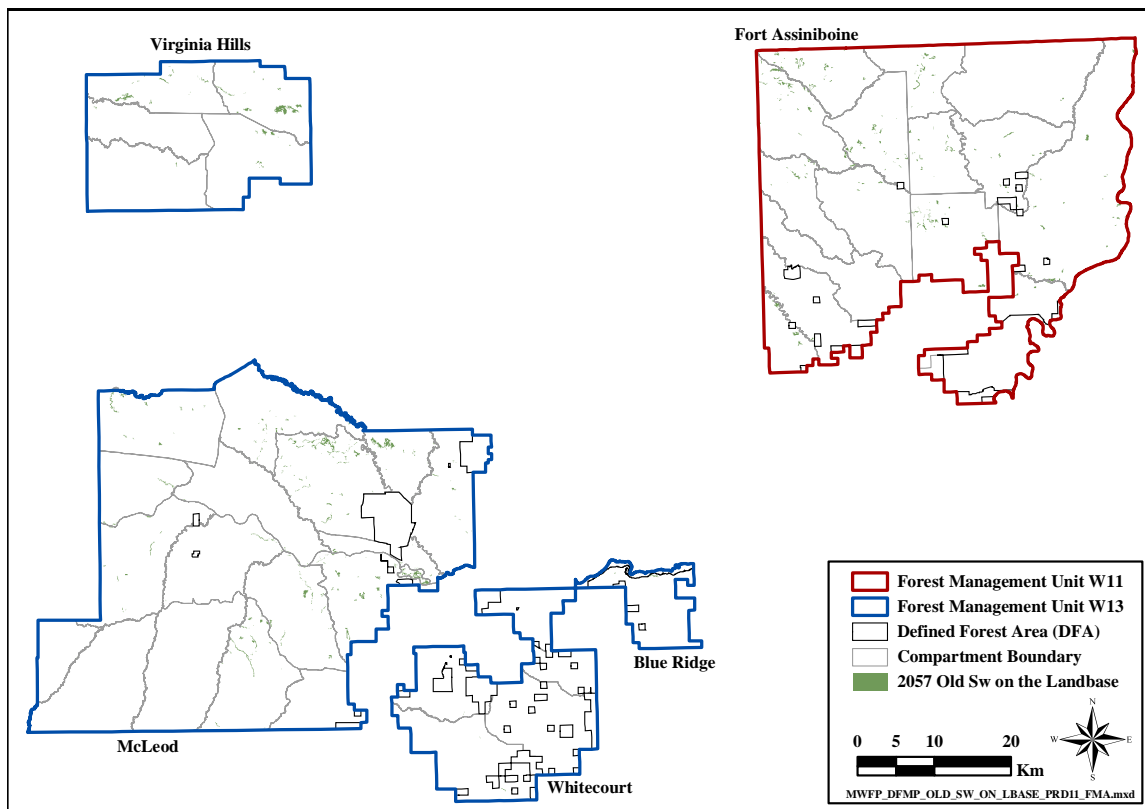 Virginia Hills
Fort Assiniboine
McLeod
Blue Ridge
Whitecourt
Forest Management Unit W11
Forest Management Unit W13
Defined Forest Area (DFA)
Compartment Boundary
2057 Old Sw on the Landbase
N
W E
S
0 5 10 20
Km
MWFP_DFMP_OLD_SW_ON_LBASE_PRD11_FMA.mxd